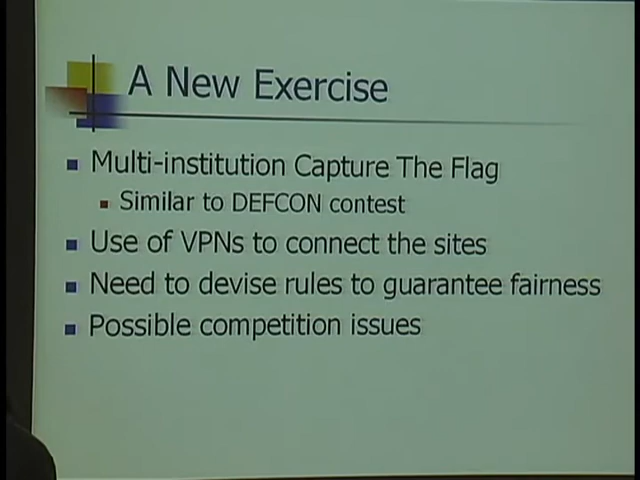 A New Exercise
Multi-institution Capture The Flag
Similar to DEFCON contest
Use of VPNs to connect the sites
Need to devise rules to guarantee fairness
Possible competition issues